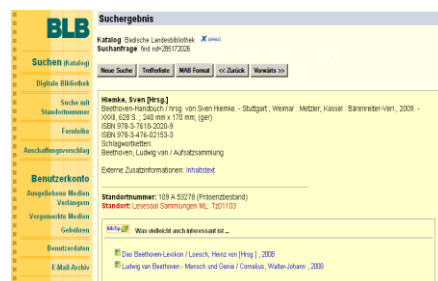 BLB
Suchen (Katalog)
Digitale Bibliothek
Suche mit
Standortnummer
Fernleihe
Anschaffungsvorschlag
Benutzerkonto
Ausgeliehene Medien
Verlängern
Vorgemerkte Medien
Gebühren
Benutzerdaten
E-Mail-Archiv
Suchergebnis
Katalog: Badische Landesbibliothek
Suchanfrage: find nd=285172026
Neue Suche Trefferliste MAB Format << Zurück Vorwärts >>
Hiemke, Sven [Hrsg.]
Beethoven-Handbuch / hrsg. von Sven Hiemke. - Stuttgart ; Weimar : Metzler, Kassel : Bärenreiter-Verl., 2009. -
XXXII, 628 S. ; 240 mm x 170 mm; (ger)
ISBN 978-3-7618-2020-9
ISBN 978-3-476-02153-3
Schlagwortketten:
Beethoven, Ludwig van / Aufsatzsammlung
Externe Zusatzinformationen: Inhaltstext
Standortnummer: 109 A 53278 (Präsenzbestand)
Standort: Lesesaal Sammlungen ML: Tz01103
BibTip Was vielleicht auch interessant ist ...
Das Beethoven-Lexikon / Loesch, Heinz von [Hrsg.] , 2008
Ludwig van Beethoven - Mensch und Genie / Cornelius, Walter-Johann , 2008